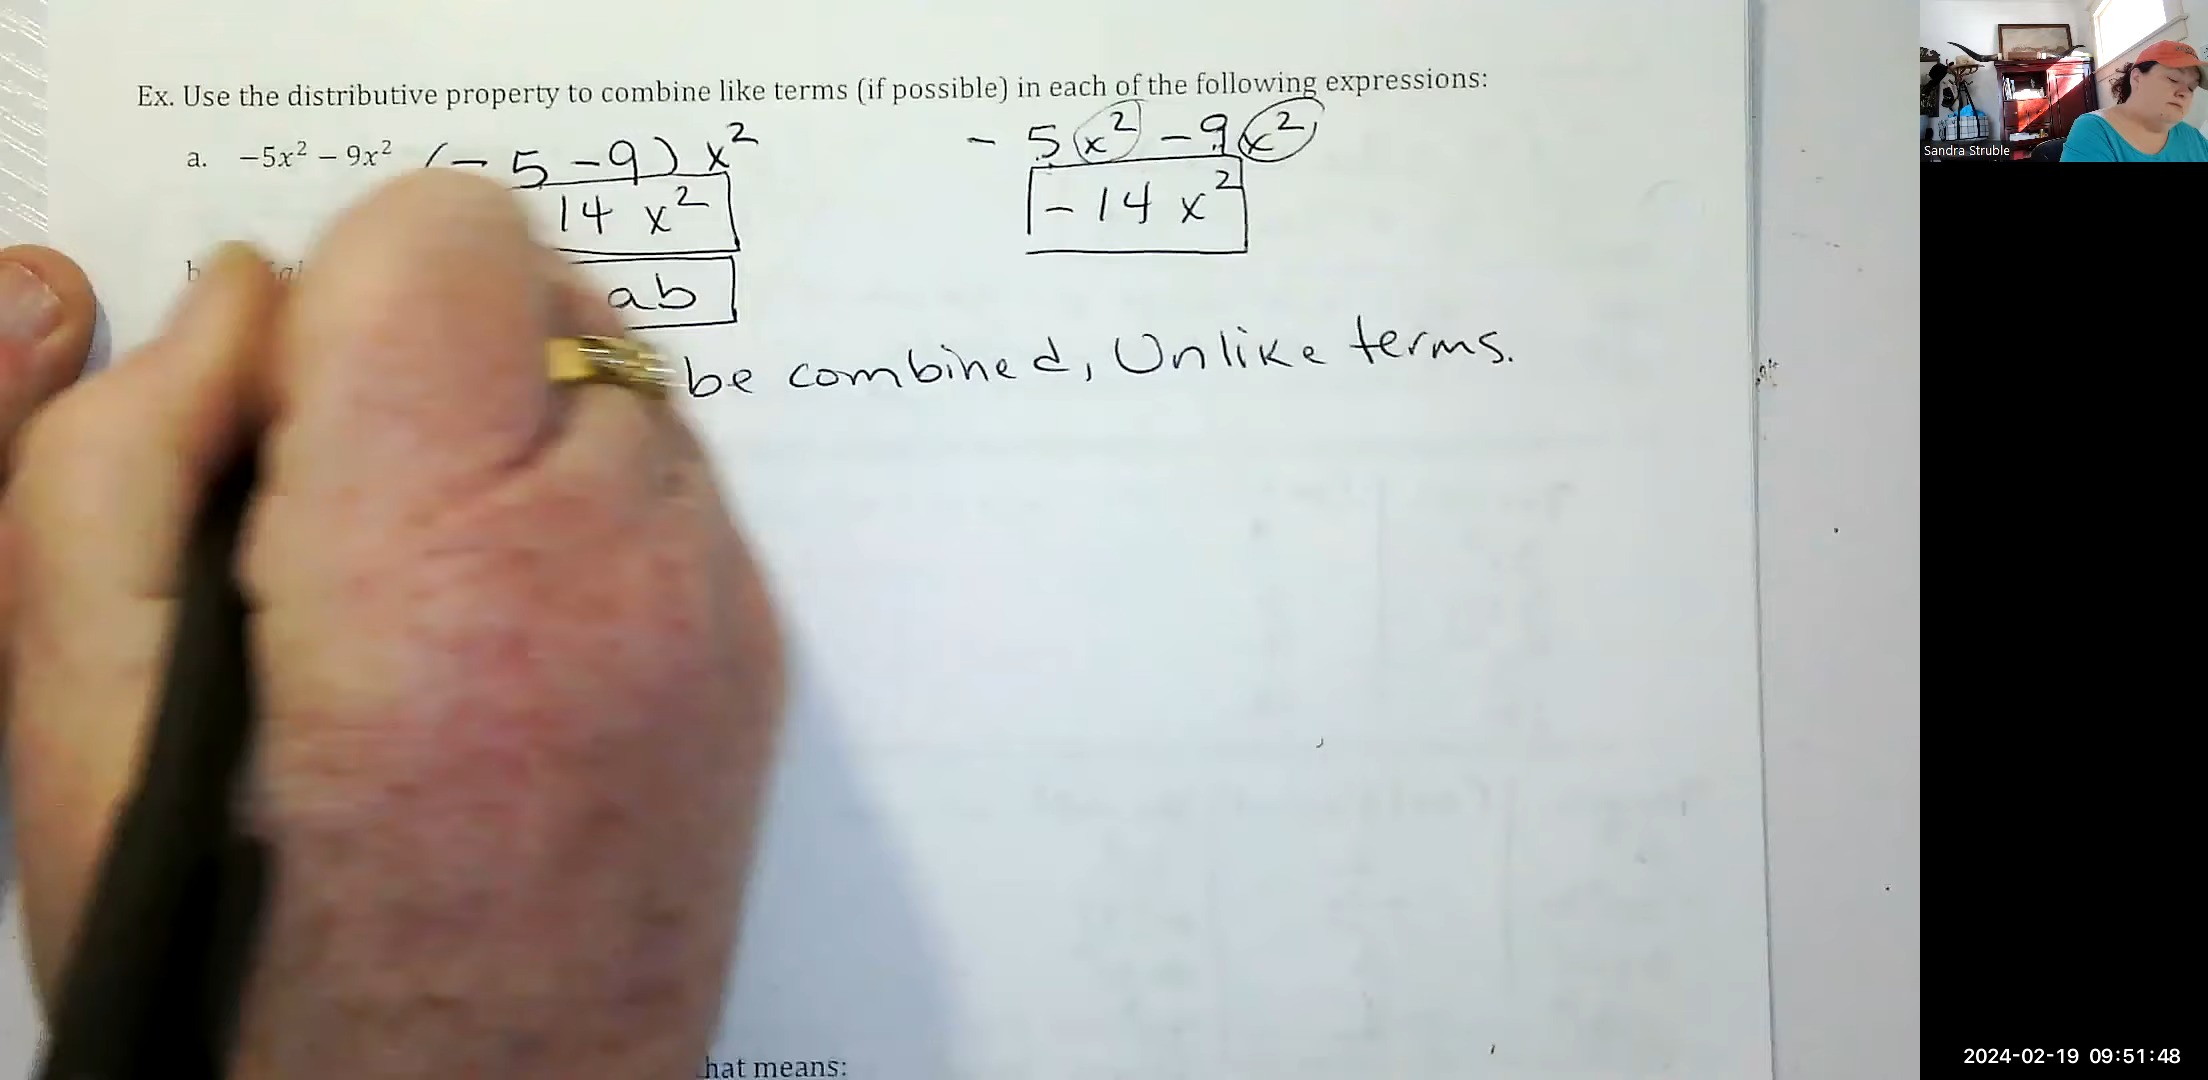 Ex. Use the distributive property to combine like terms (if possible) in each of the following expressions:
a. −5x² − 9x² (− 5 − 9) x²
− 5 x² − 9 x²
14 x²
− 14 x²
b
ab
be combined, Unlike terms.
hat means:
Sandra Struble
2024-02-19 09:51:48